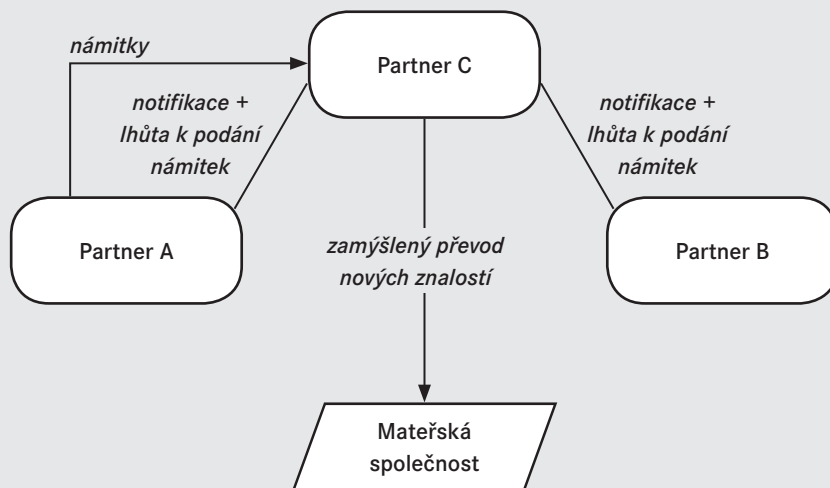 námitky
Partner C
notifikace +
lhůta k podání
námitek
notifikace +
lhůta k podání
námitek
Partner A
zamýšlený převod
nových znalostí
Partner B
Mateřská
společnost